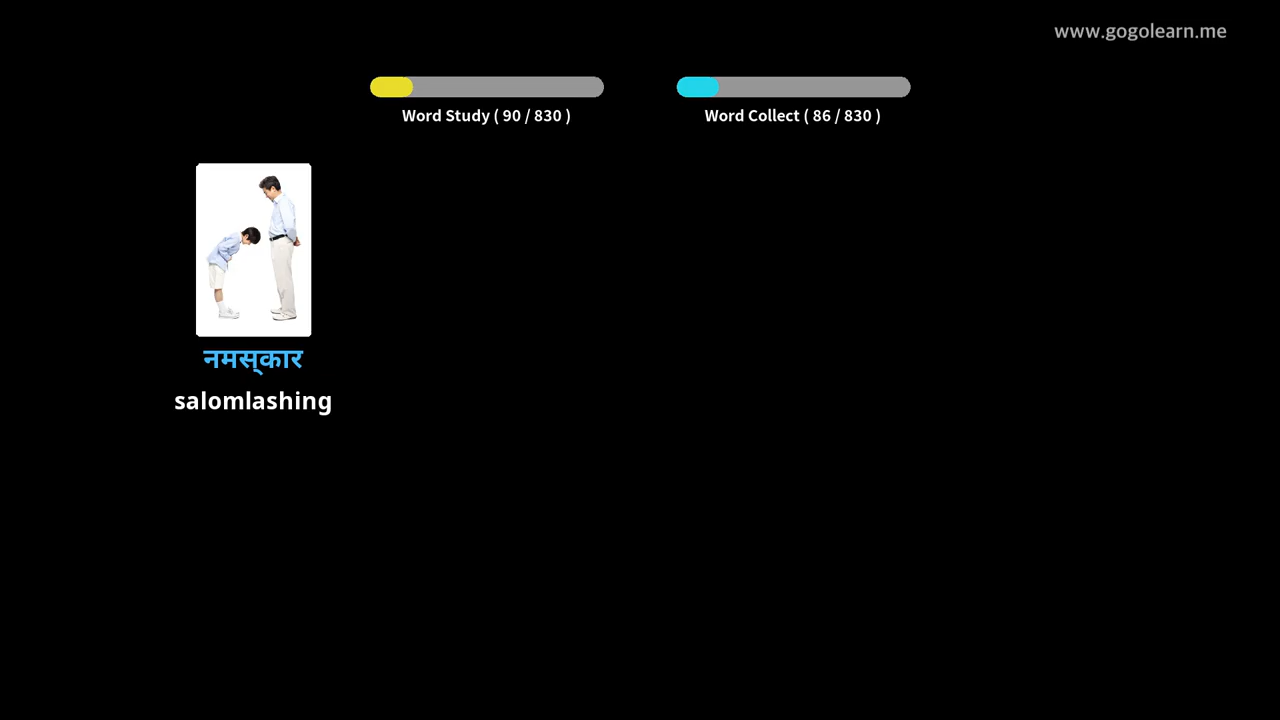 www.gogolearn.me
Word Study ( 90 / 830 )
Word Collect ( 86 / 830 )
नमस्कार
salomlashing